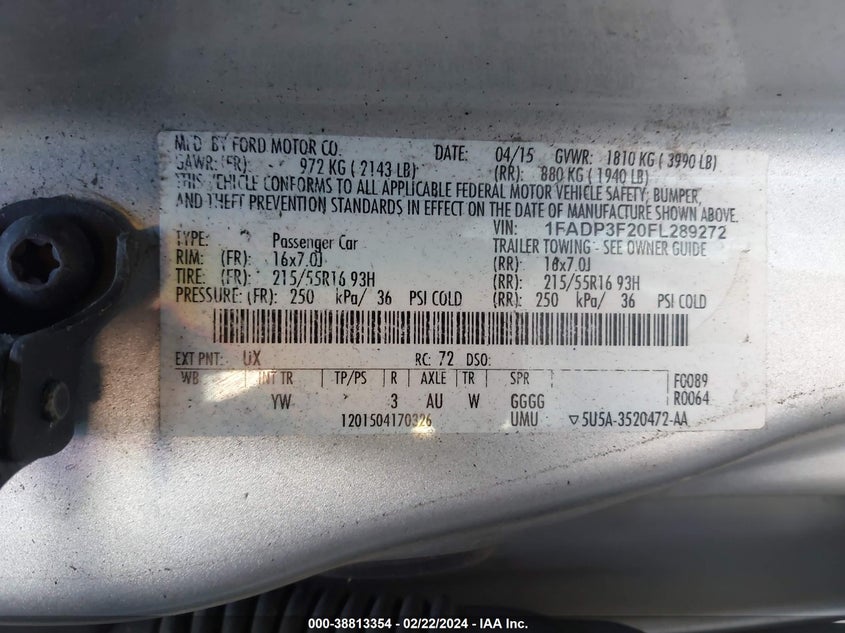 MFD BY FORD MOTOR CO. DATE: 04/15 GVWR: 1810 KG ( 3990 LB)
GAWR: (FR) 972 KG ( 2143 LB) (RR): 880 KG ( 1940 LB)
THIS VEHICLE CONFORMS TO ALL APPLICABLE FEDERAL MOTOR VEHICLE SAFETY, BUMPER,
AND THEFT PREVENTION STANDARDS IN EFFECT ON THE DATE OF MANUFACTURE SHOWN ABOVE.
VIN: 1FADP3F20FL289272
TYPE: Passenger Car TRAILER TOWING - SEE OWNER GUIDE
RIM: (FR): 16x7.0J (RR): 16x7.0J
TIRE: (FR): 215/55R16 93H (RR): 215/55R16 93H
PRESSURE: (FR): 250 kPa/ 36 PSI COLD (RR): 250 kPa/ 36 PSI COLD
EXT PNT: UX RC: 72 DSO:
WB INT TR TP/PS R AXLE TR SPR F0089
YW 3 AU W GGGG R0064
1201504170326 UMU ▽5U5A-3520472-AA
000-38813354 - 02/22/2024 - IAA Inc.